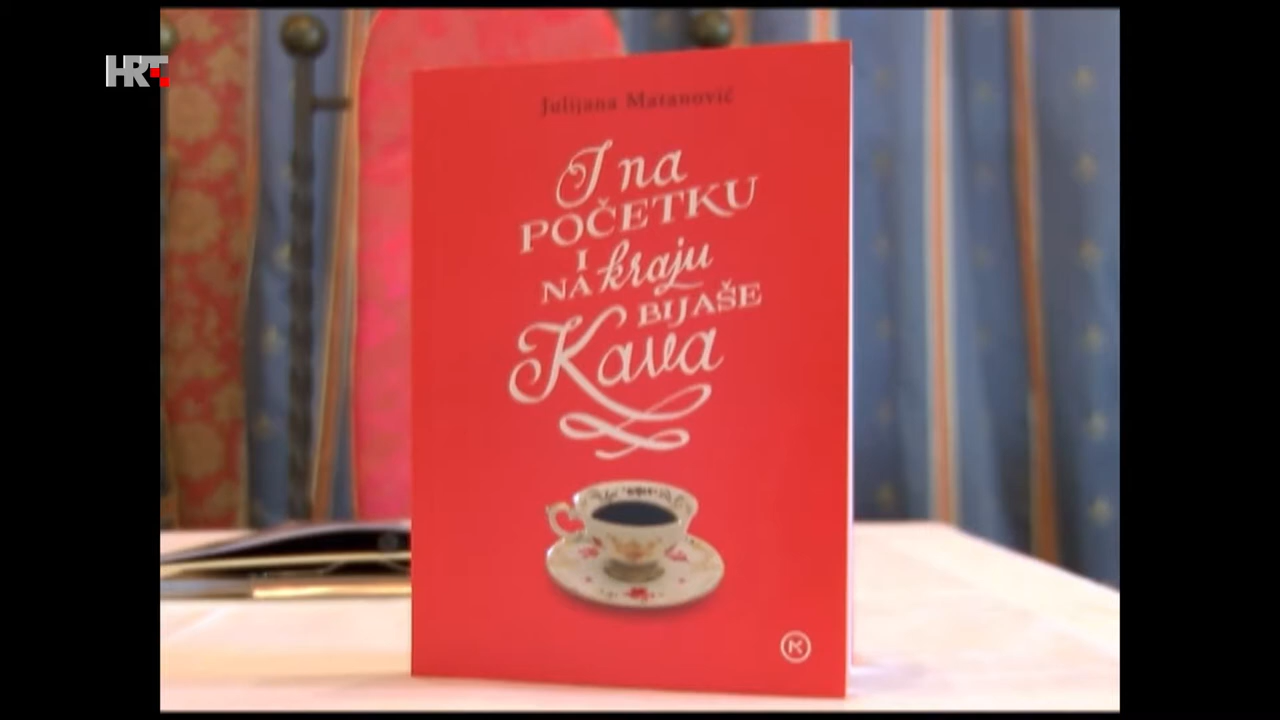 HRT
Julijana Matanović
I na
POČETKU
I
NA kraju
BIJAŠE
Kava